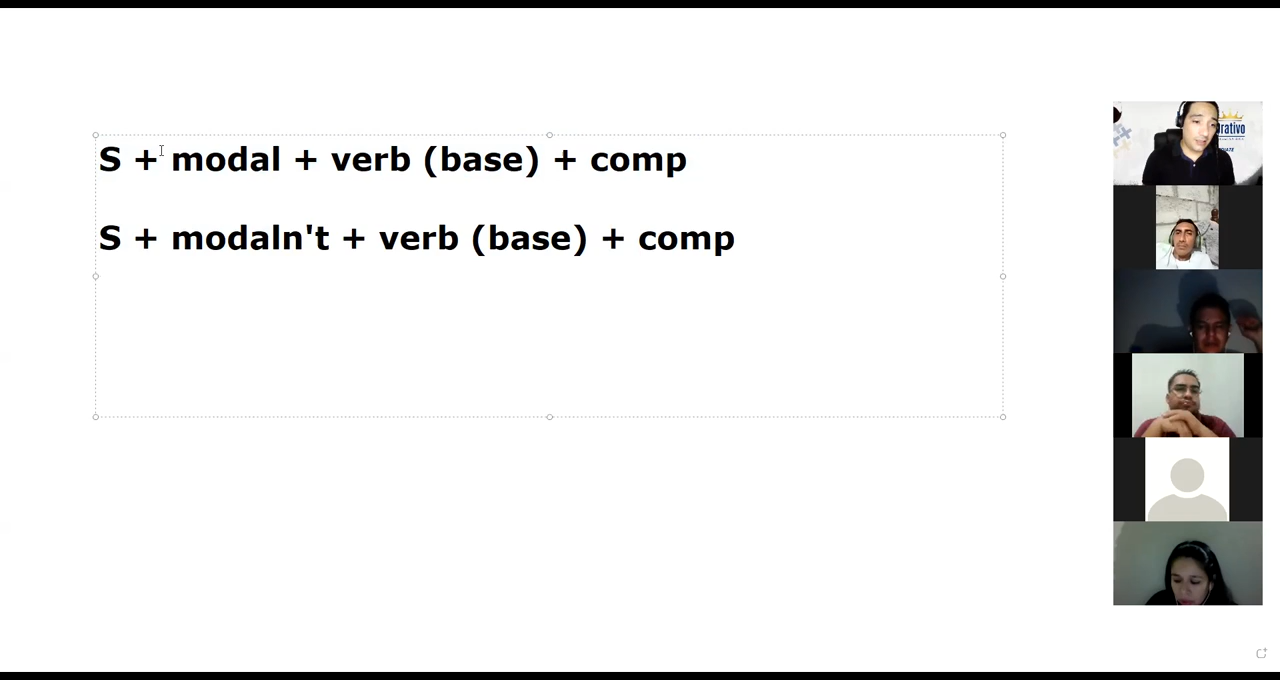 S + modal + verb (base) + comp
S + modaln't + verb (base) + comp